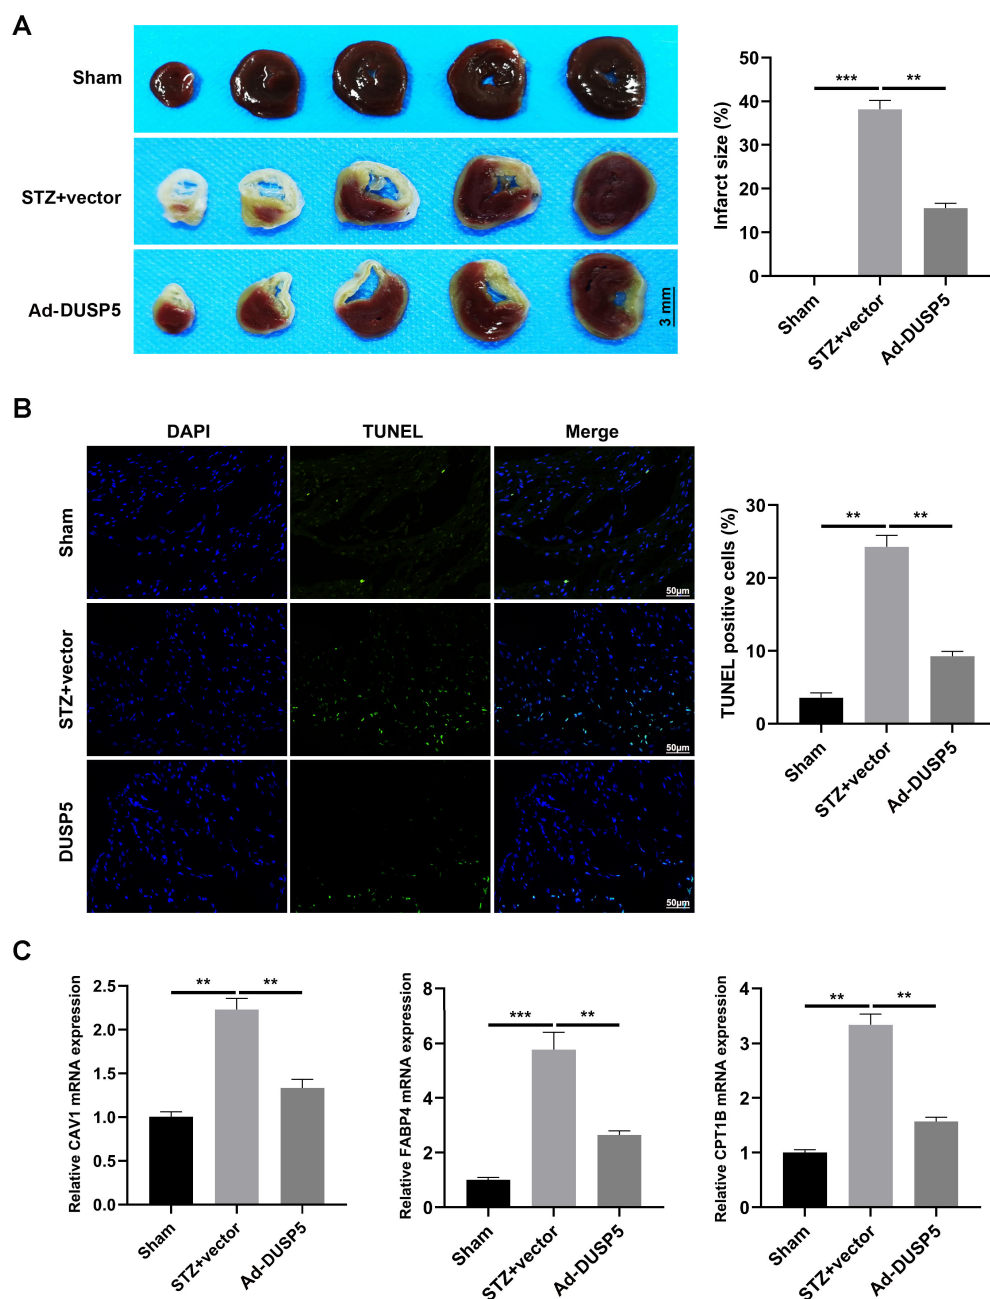 A
Sham
STZ+vector
Ad-DUSP5
3 mm
Infarct size (%)
50
40
30
20
10
0
***
**
Sham
STZ+vector
Ad-DUSP5
B
DAPI
TUNEL
Merge
Sham
STZ+vector
DUSP5
50μm
50μm
50μm
TUNEL positive cells (%)
30
20
10
0
**
**
Sham
STZ+vector
Ad-DUSP5
C
Relative CAV1 mRNA expression
2.5
2.0
1.5
1.0
0.5
0.0
**
**
Sham
STZ+vector
Ad-DUSP5
Relative FABP4 mRNA expression
8
6
4
2
0
***
**
Sham
STZ+vector
Ad-DUSP5
Relative CPT1B mRNA expression
4
3
2
1
0
**
**
Sham
STZ+vector
Ad-DUSP5